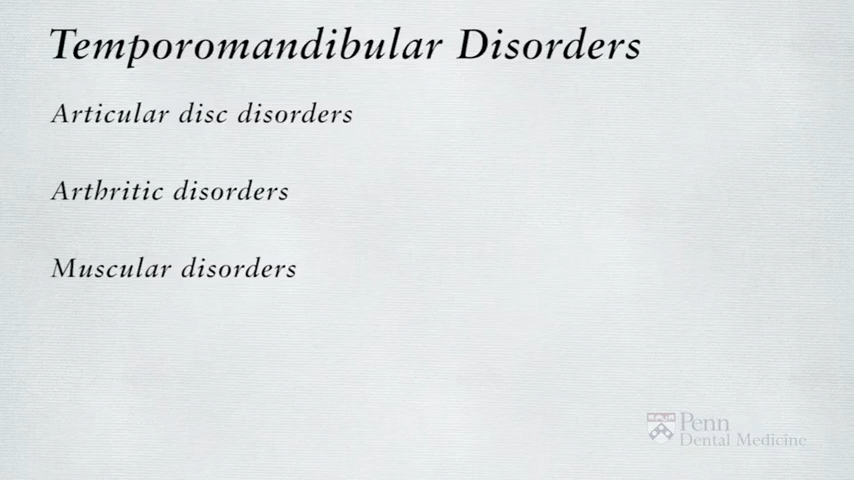 Temporomandibular Disorders
Articular disc disorders
Arthritic disorders
Muscular disorders
Penn
Dental Medicine